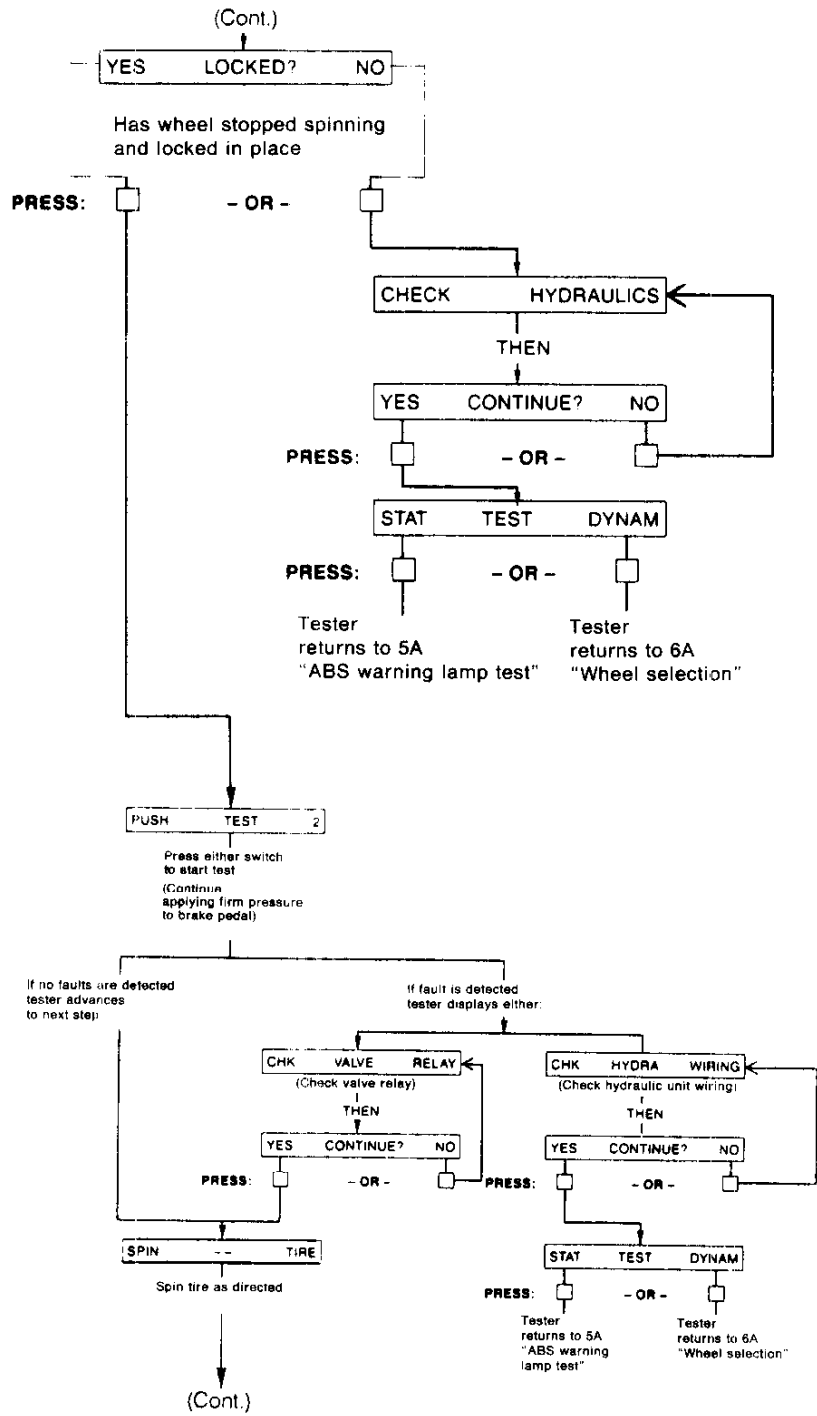 (Cont.)
YES LOCKED? NO
Has wheel stopped spinning
and locked in place
PRESS: – OR –
CHECK HYDRAULICS
THEN
YES CONTINUE? NO
PRESS: – OR –
STAT TEST DYNAM
PRESS: – OR –
Tester
returns to 5A
"ABS warning lamp test"
Tester
returns to 6A
"Wheel selection"
PUSH TEST 2
Press either switch
to start test
(Continue
applying firm pressure
to brake pedal)
If no faults are detected
tester advances
to next step
If fault is detected
tester displays either:
CHK VALVE RELAY
(Check valve relay)
THEN
YES CONTINUE? NO
PRESS: – OR –
CHK HYDRA WIRING
(Check hydraulic unit wiring)
THEN
YES CONTINUE? NO
PRESS: – OR –
SPIN -- TIRE
Spin tire as directed
STAT TEST DYNAM
PRESS: – OR –
Tester
returns to 5A
"ABS warning
lamp test"
Tester
returns to 6A
"Wheel selection"
(Cont.)